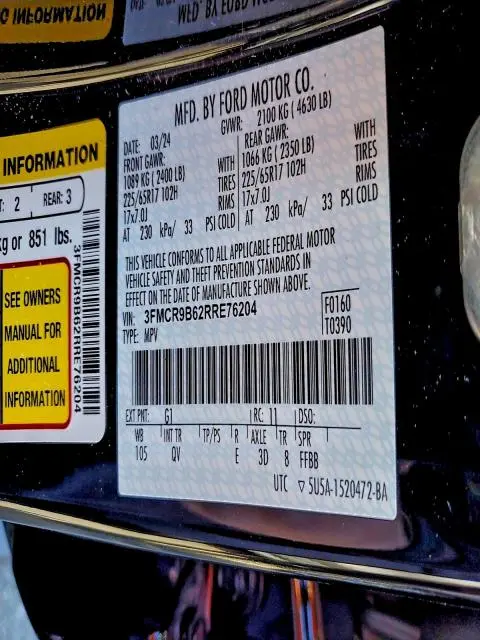 INFORMATION
MFD. BY FORD
INFORMATION
: 2 REAR: 3
kg or 851 lbs.
SEE OWNERS
MANUAL FOR
ADDITIONAL
INFORMATION
3FMCR9B62RRE76204
MFD. BY FORD MOTOR CO.
DATE: 03/24 GVWR: 2100 KG ( 4630 LB)
FRONT GAWR: REAR GAWR:
1089 KG ( 2400 LB) WITH 1066 KG ( 2350 LB) WITH
225/65R17 102H TIRES 225/65R17 102H TIRES
17x7.0J RIMS 17x7.0J RIMS
AT 230 kPa/ 33 PSI COLD AT 230 kPa/ 33 PSI COLD
THIS VEHICLE CONFORMS TO ALL APPLICABLE FEDERAL MOTOR
VEHICLE SAFETY AND THEFT PREVENTION STANDARDS IN
EFFECT ON THE DATE OF MANUFACTURE SHOWN ABOVE.
VIN: 3FMCR9B62RRE76204 F0160
TYPE: MPV T0390
EXT PNT: G1 RC: 11 DSO:
WB INT TR TP/PS R AXLE TR SPR
105 QV E 3D 8 FFBB
UTC ▽ 5U5A-1520472-BA